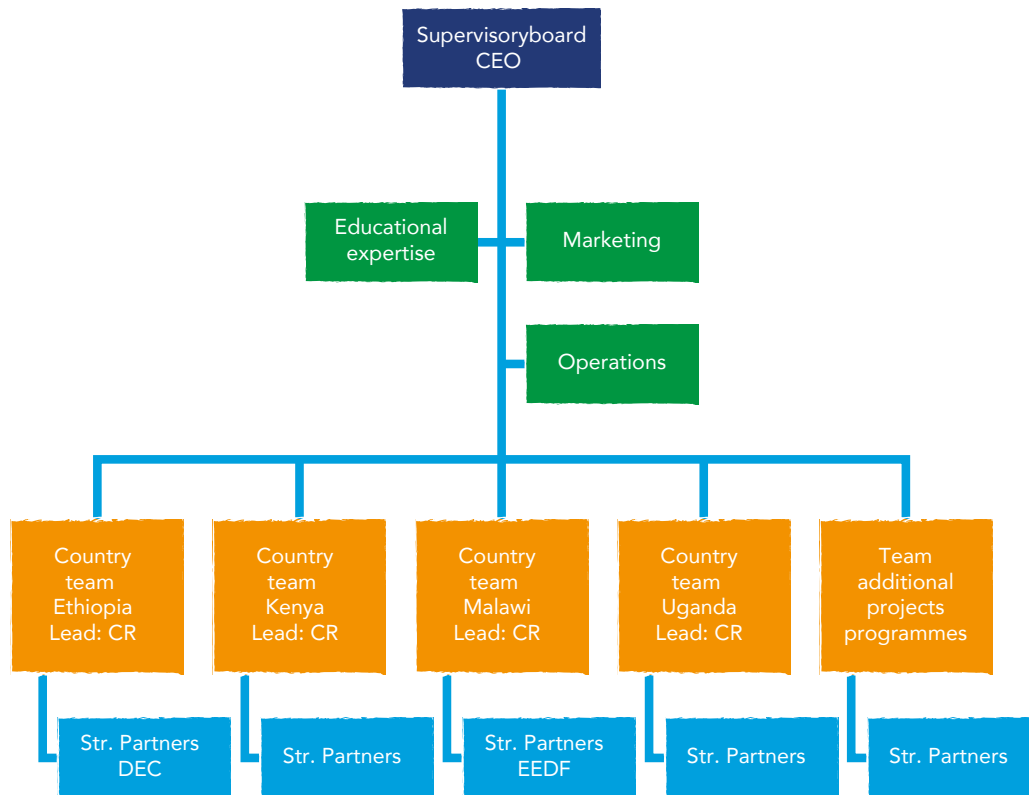 Supervisoryboard
CEO
Educational
expertise
Marketing
Operations
Country
team
Ethiopia
Lead: CR
Country
team
Kenya
Lead: CR
Country
team
Malawi
Lead: CR
Country
team
Uganda
Lead: CR
Team
additional
projects
programmes
Str. Partners
DEC
Str. Partners
Str. Partners
EEDF
Str. Partners
Str. Partners